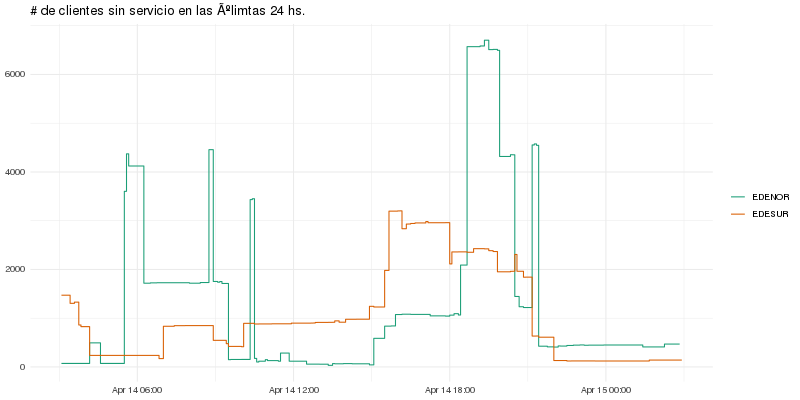 # de clientes sin servicio en las Ãºlimtas 24 hs.
6000
4000
2000
0
Apr 14 06:00
Apr 14 12:00
Apr 14 18:00
Apr 15 00:00
EDENOR
EDESUR